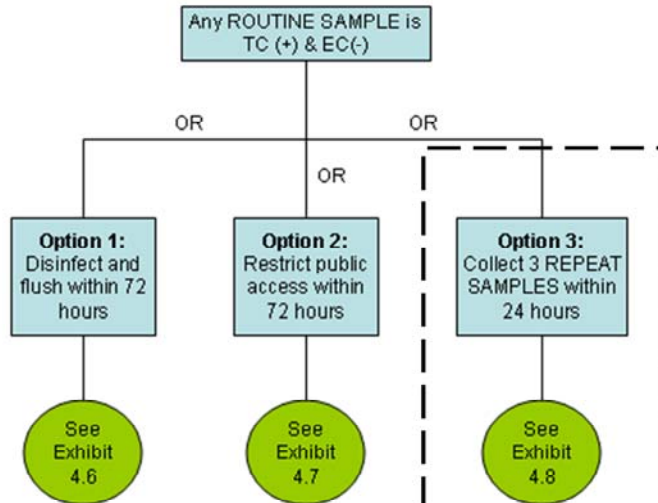 Any ROUTINE SAMPLE is
TC (+) & EC(-)
OR
OR
OR
Option 1:
Disinfect and
flush within 72
hours
Option 2:
Restrict public
access within
72 hours
Option 3:
Collect 3 REPEAT
SAMPLES within
24 hours
See
Exhibit
4.6
See
Exhibit
4.7
See
Exhibit
4.8